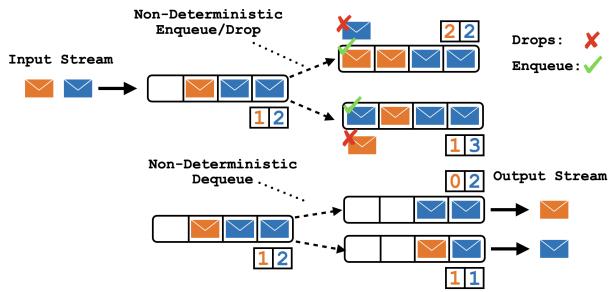 Non-Deterministic
Enqueue/Drop
2 2
Drops:
Input Stream
Enqueue:
1 2
1 3
Non-Deterministic
Dequeue
0 2
Output Stream
1 2
1 1